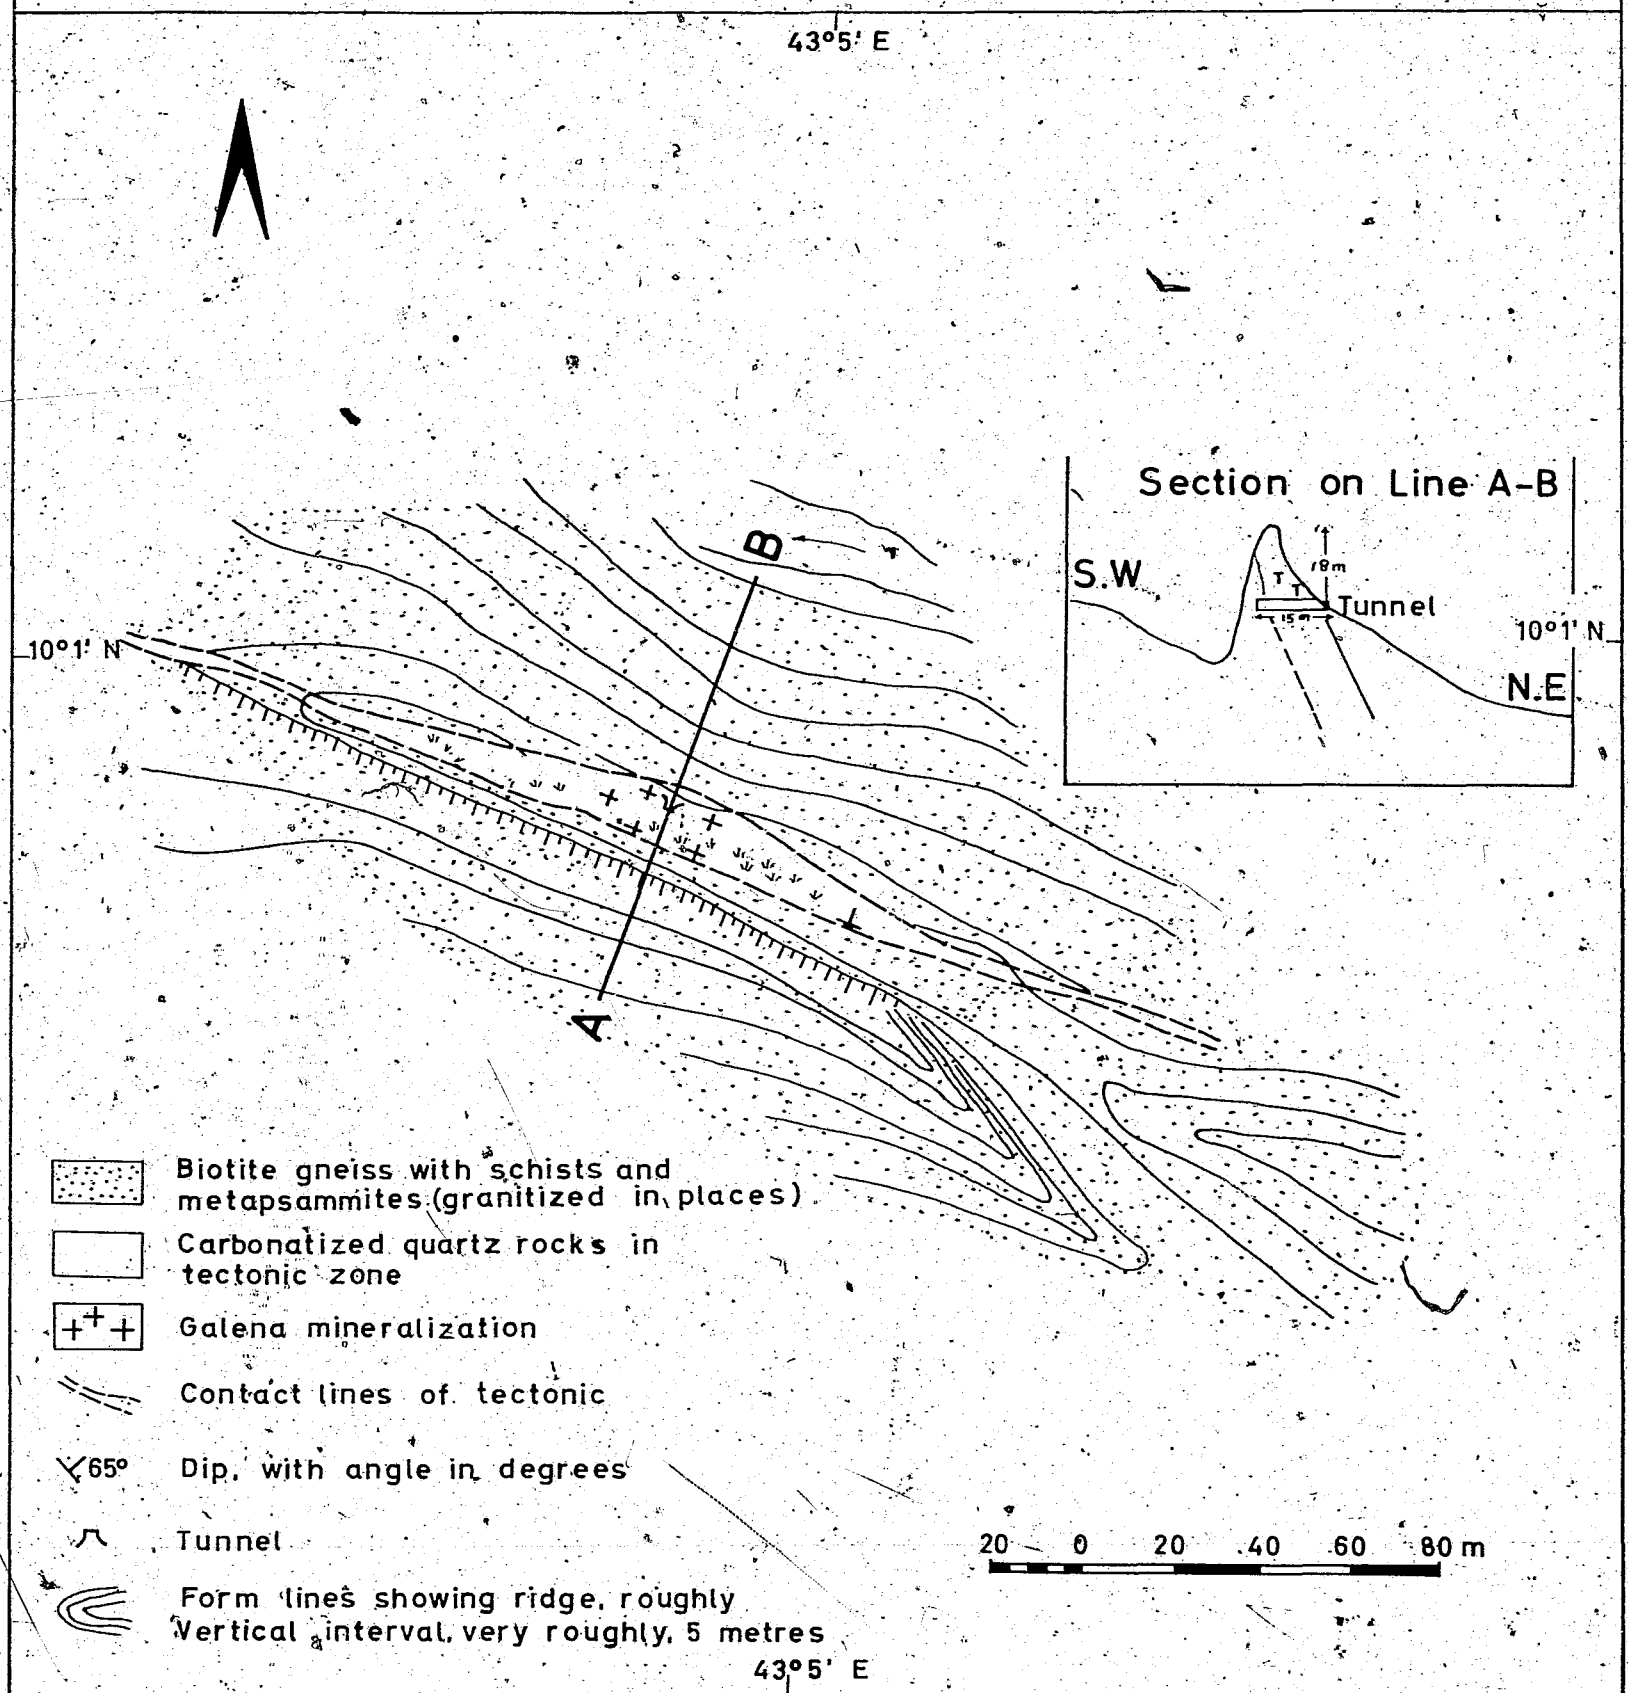 43°5' E
Section on Line A-B
S.W
18m
Tunnel
15m
10°1' N
N.E
10°1' N
B
A
Biotite gneiss with schists and
metapsammites (granitized in places)
Carbonatized quartz rocks in
tectonic zone
Galena mineralization
Contact lines of tectonic
65° Dip, with angle in degrees
Tunnel
Form lines showing ridge, roughly
Vertical interval, very roughly, 5 metres
20 0 20 40 60 80 m
43°5' E